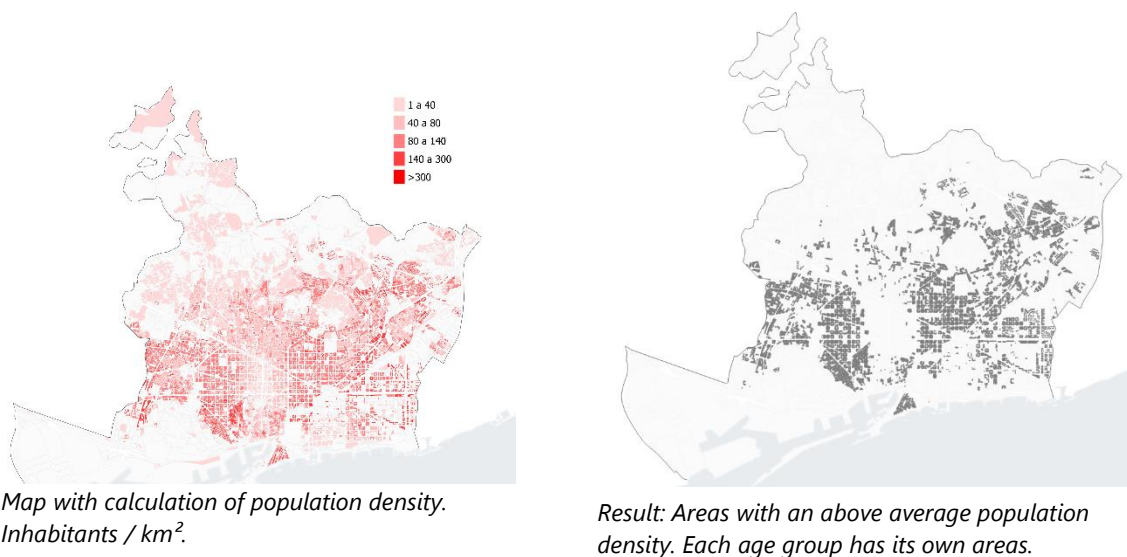 1 a 40
40 a 80
80 a 140
140 a 300
>300
Map with calculation of population density.
Inhabitants / km².
Result: Areas with an above average population
density. Each age group has its own areas.